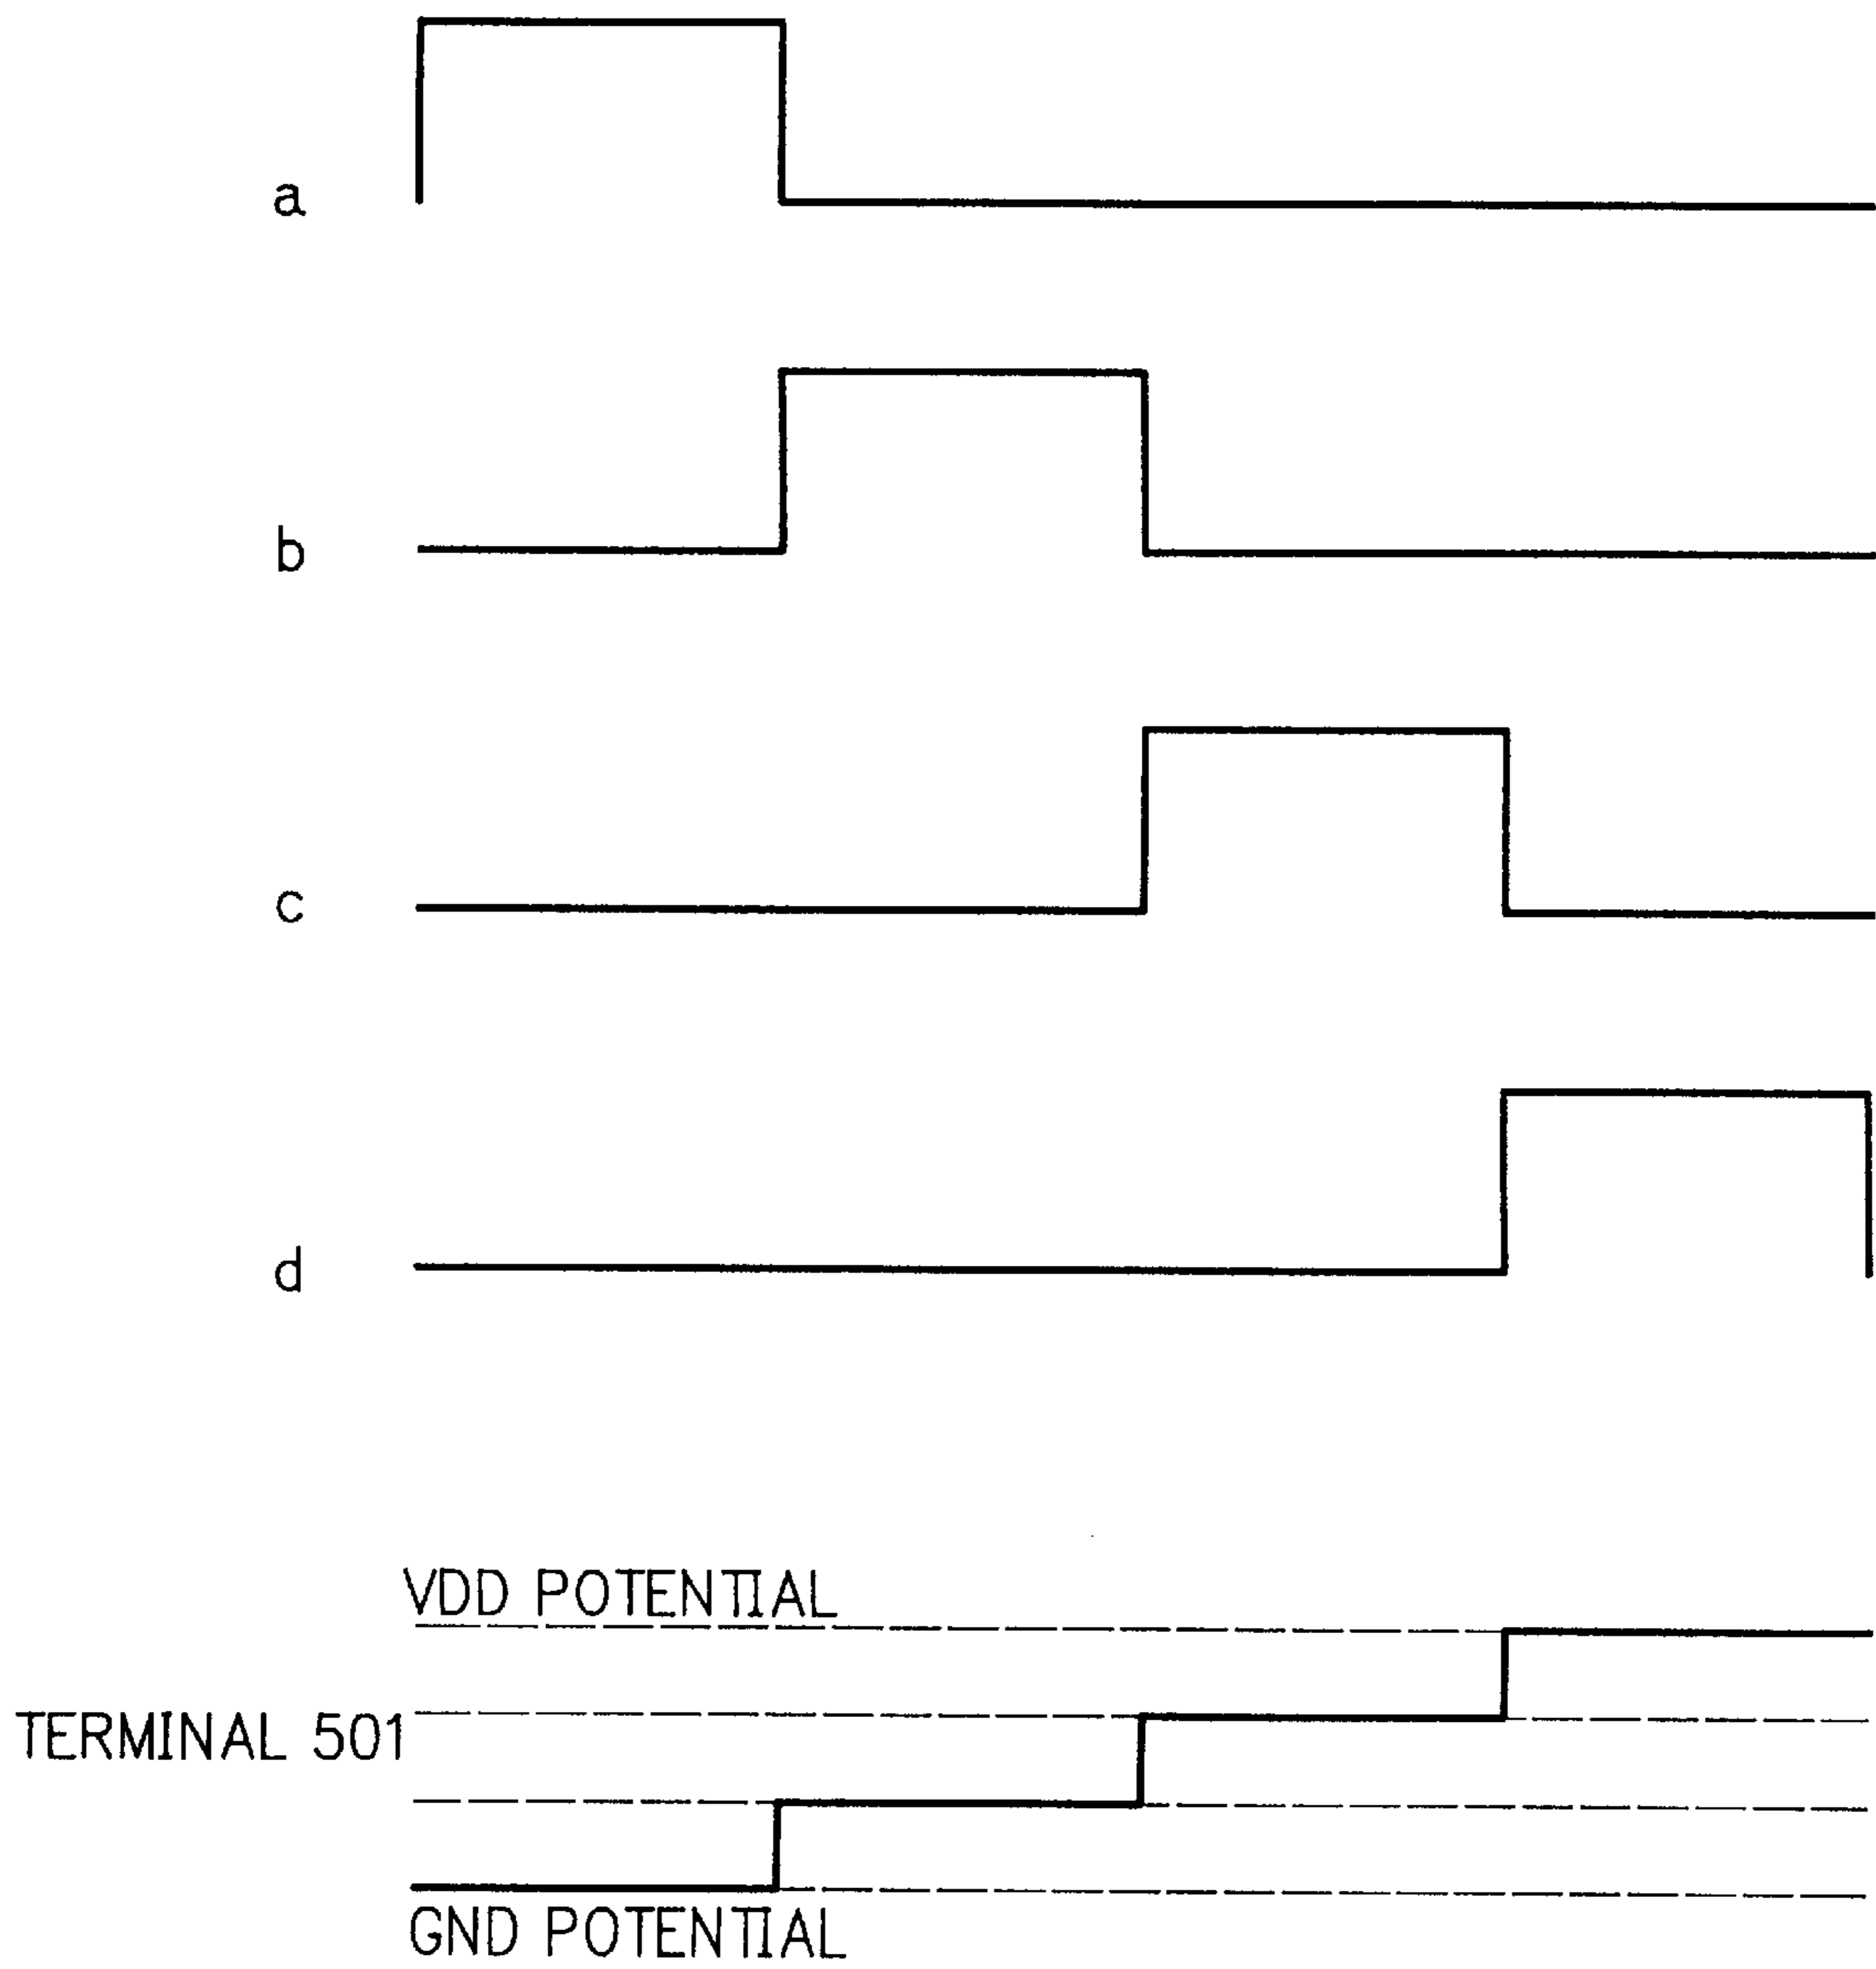 a
b
c
d
VDD POTENTIAL
TERMINAL 501
GND POTENTIAL